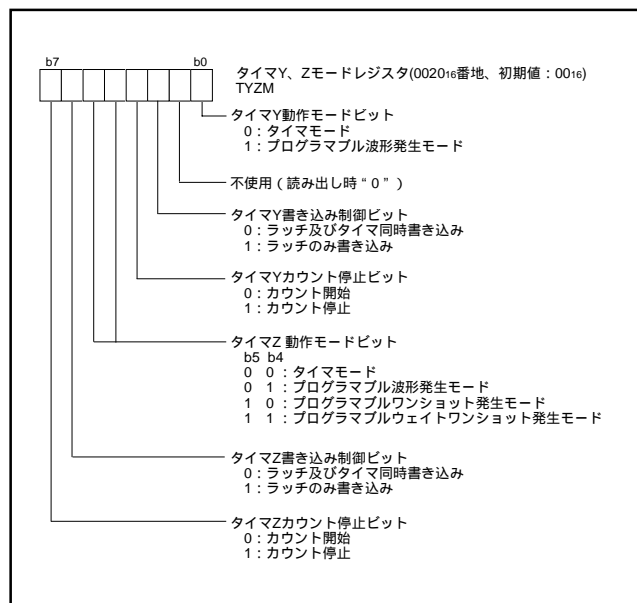 b7 b0
タイマY、Zモードレジスタ(0020₁₆番地、初期値：00₁₆)
TYZM
タイマY動作モードビット
0：タイマモード
1：プログラマブル波形発生モード
不使用（読み出し時“0”）
タイマY書き込み制御ビット
0：ラッチ及びタイマ同時書き込み
1：ラッチのみ書き込み
タイマYカウント停止ビット
0：カウント開始
1：カウント停止
タイマZ 動作モードビット
b5 b4
0 0：タイマモード
0 1：プログラマブル波形発生モード
1 0：プログラマブルワンショット発生モード
1 1：プログラマブルウェイトワンショット発生モード
タイマZ書き込み制御ビット
0：ラッチ及びタイマ同時書き込み
1：ラッチのみ書き込み
タイマZカウント停止ビット
0：カウント開始
1：カウント停止